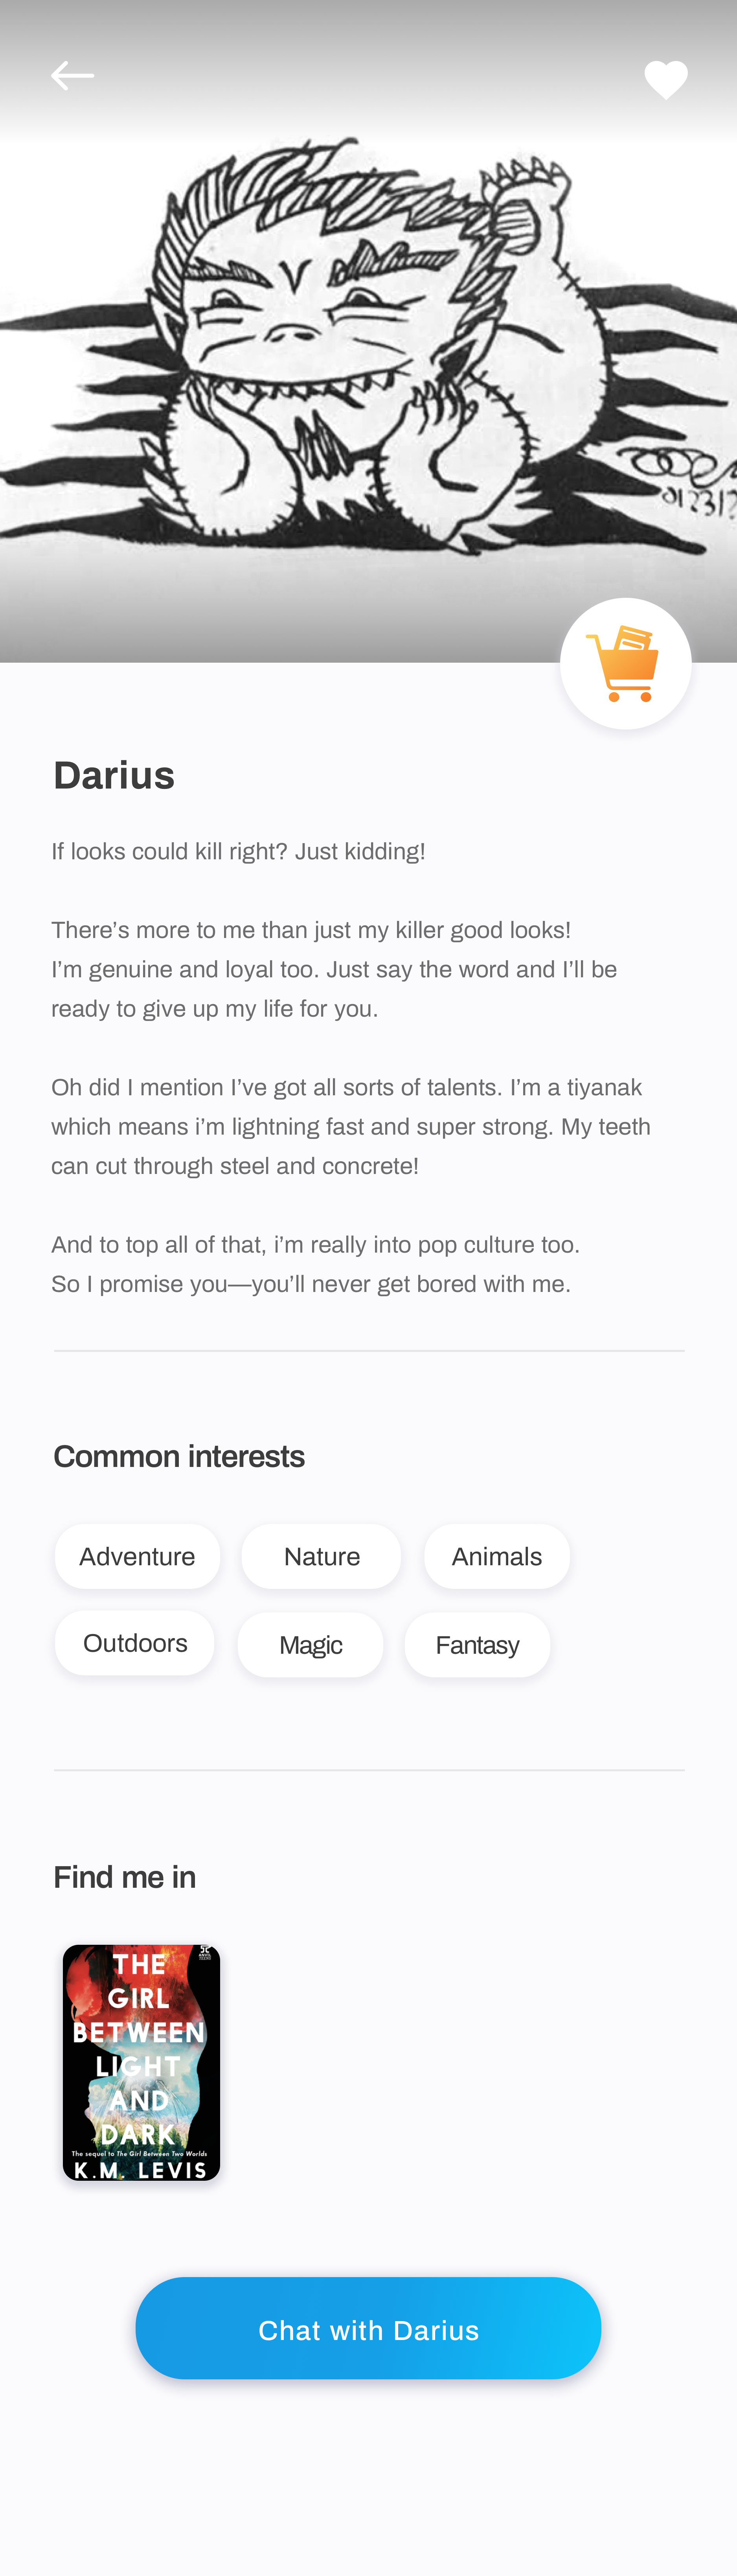 012317
Darius
If looks could kill right? Just kidding!
There’s more to me than just my killer good looks!
I’m genuine and loyal too. Just say the word and I’ll be
ready to give up my life for you.
Oh did I mention I’ve got all sorts of talents. I’m a tiyanak
which means i’m lightning fast and super strong. My teeth
can cut through steel and concrete!
And to top all of that, i’m really into pop culture too.
So I promise you—you’ll never get bored with me.
Common interests
Adventure Nature Animals
Outdoors Magic Fantasy
Find me in
THE
GIRL
BETWEEN
LIGHT
AND
DARK
The sequel to The Girl Between Two Worlds
K.M. LEVIS
Chat with Darius